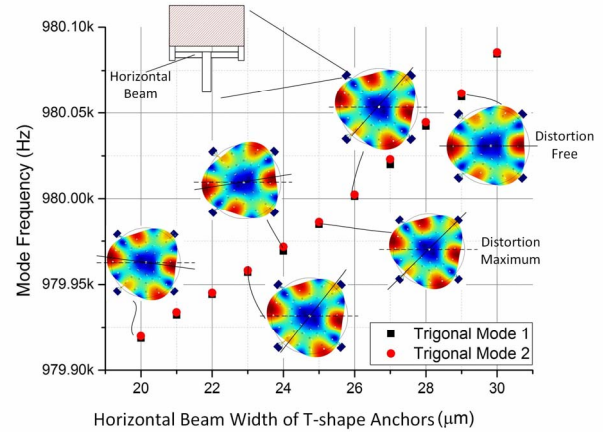 980.10k
980.05k
980.00k
979.95k
979.90k
Mode Frequency (Hz)
Horizontal
Beam
Distortion
Free
Distortion
Maximum
Trigonal Mode 1
Trigonal Mode 2
20 22 24 26 28 30
Horizontal Beam Width of T-shape Anchors (μm)